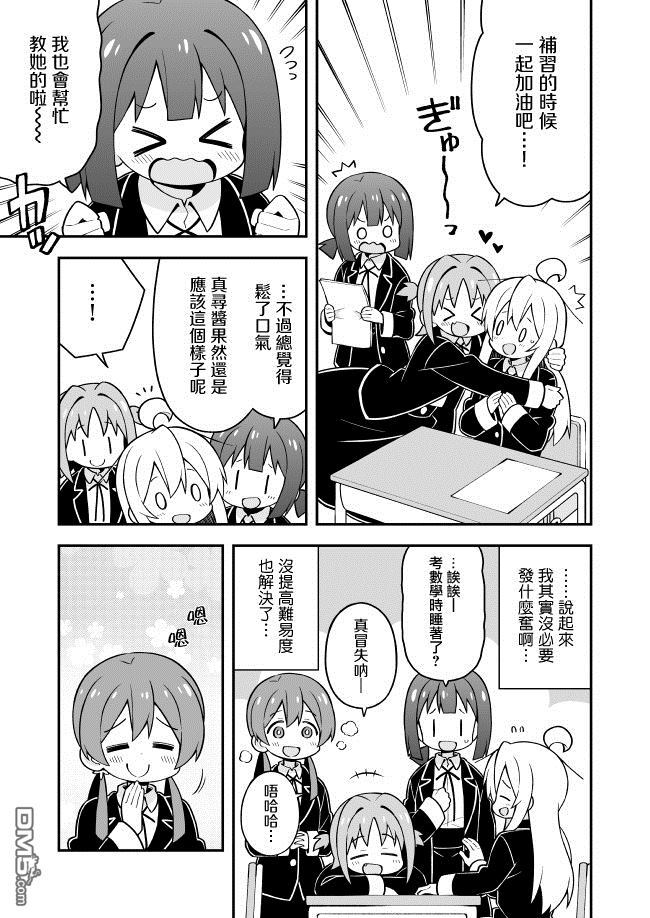 補習的時候
一起加油吧…!
ぎゅ〜〜っ
我也會幫忙
教她的啦〜〜
カッ
…不過總覺得
鬆了口氣
真尋醬果然還是
應該這個樣子呢
…!
……說起來
我其實沒必要
發什麼奮啊…
…誒誒—
考數學時睡著了?
真冒失吶—
沒提高難易度
也解決了…
唔哈哈…
嗯
嗯
DM5.com